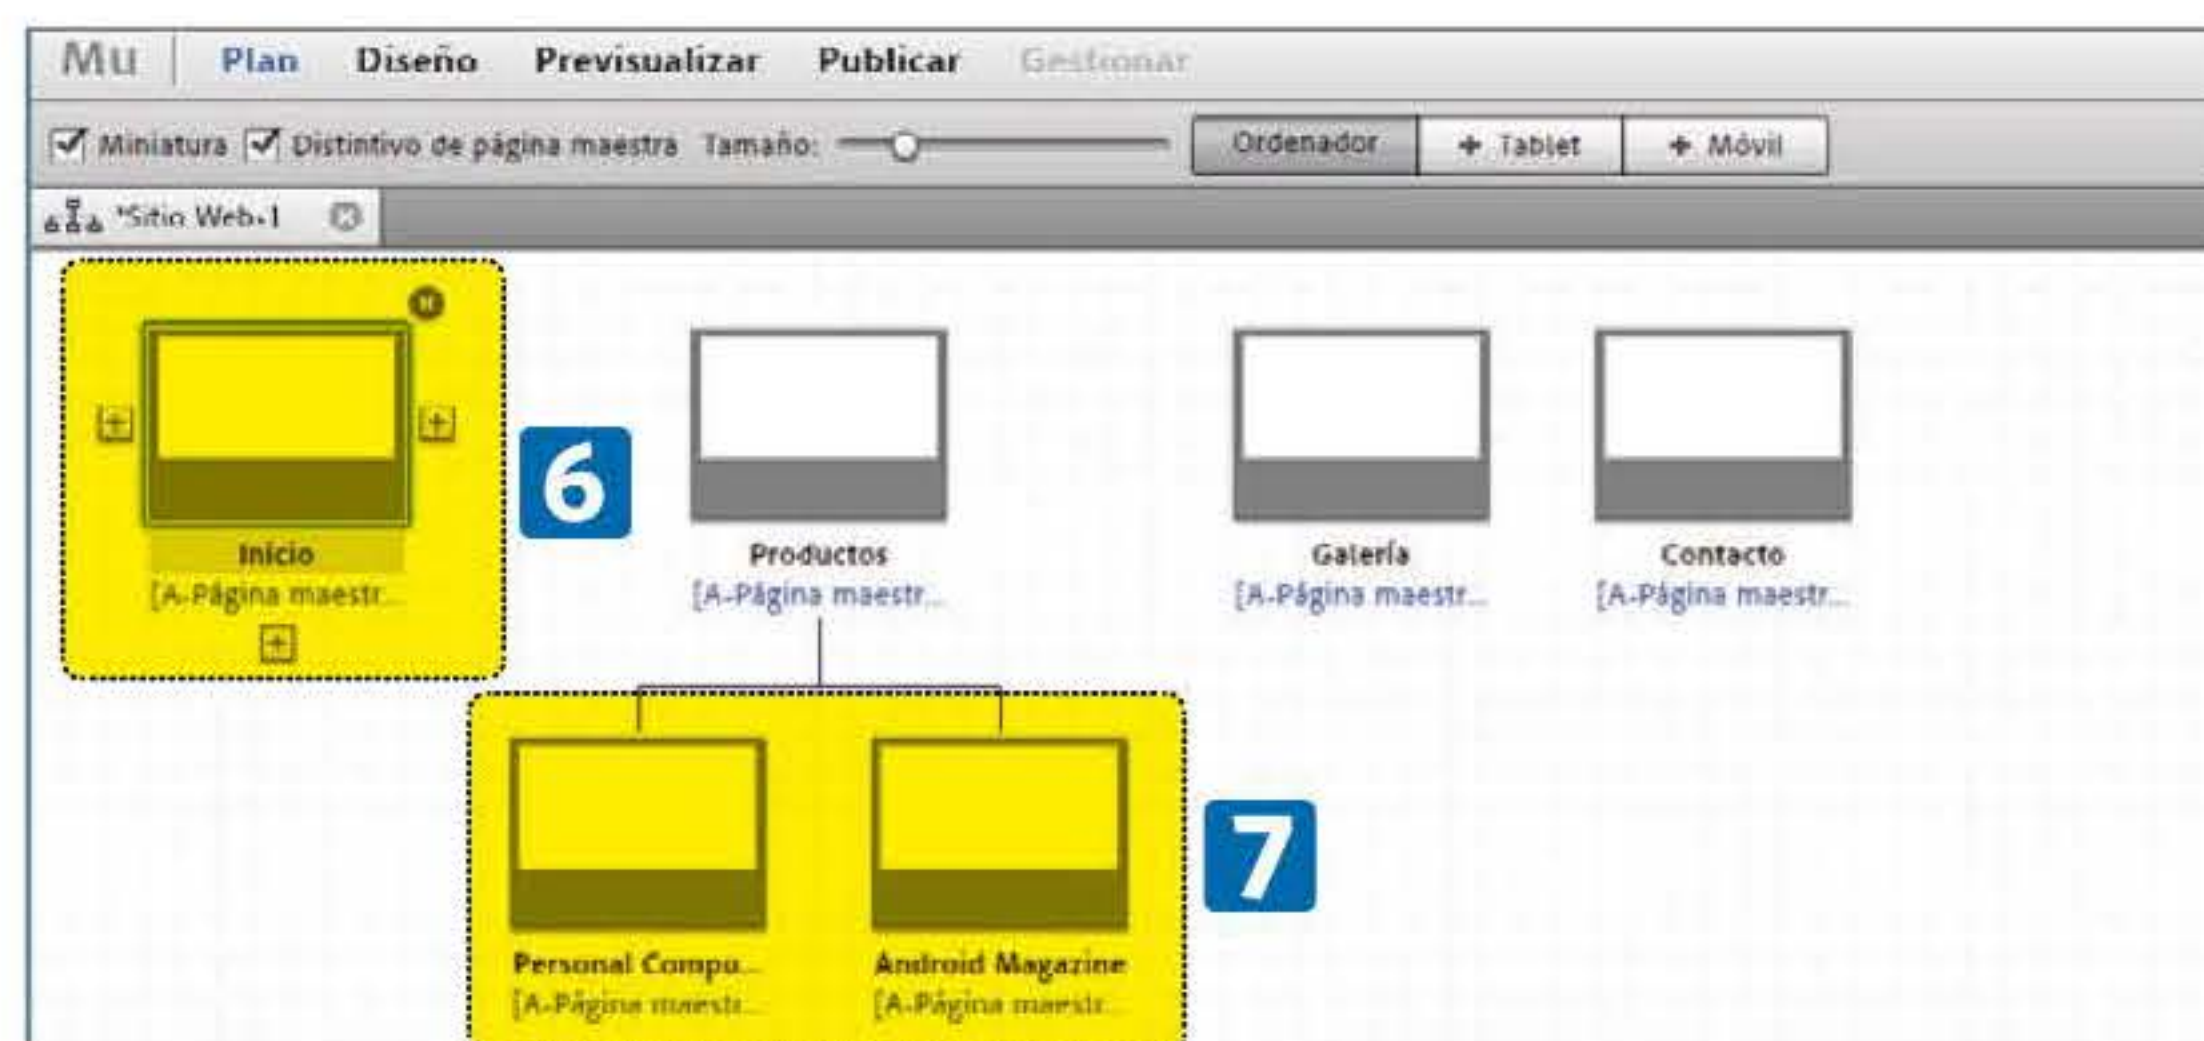 Mu Plan Diseño Previsualizar Publicar Gestionar
Miniatura Distintivo de página maestra Tamaño: Ordenador + Tablet + Móvil
*Sitio Web-1
6
Inicio Productos Galería Contacto
[A-Página maestr... [A-Página maestr... [A-Página maestr... [A-Página maestr...
7
Personal Compu... Android Magazine
[A-Página maestr... [A-Página maestr...